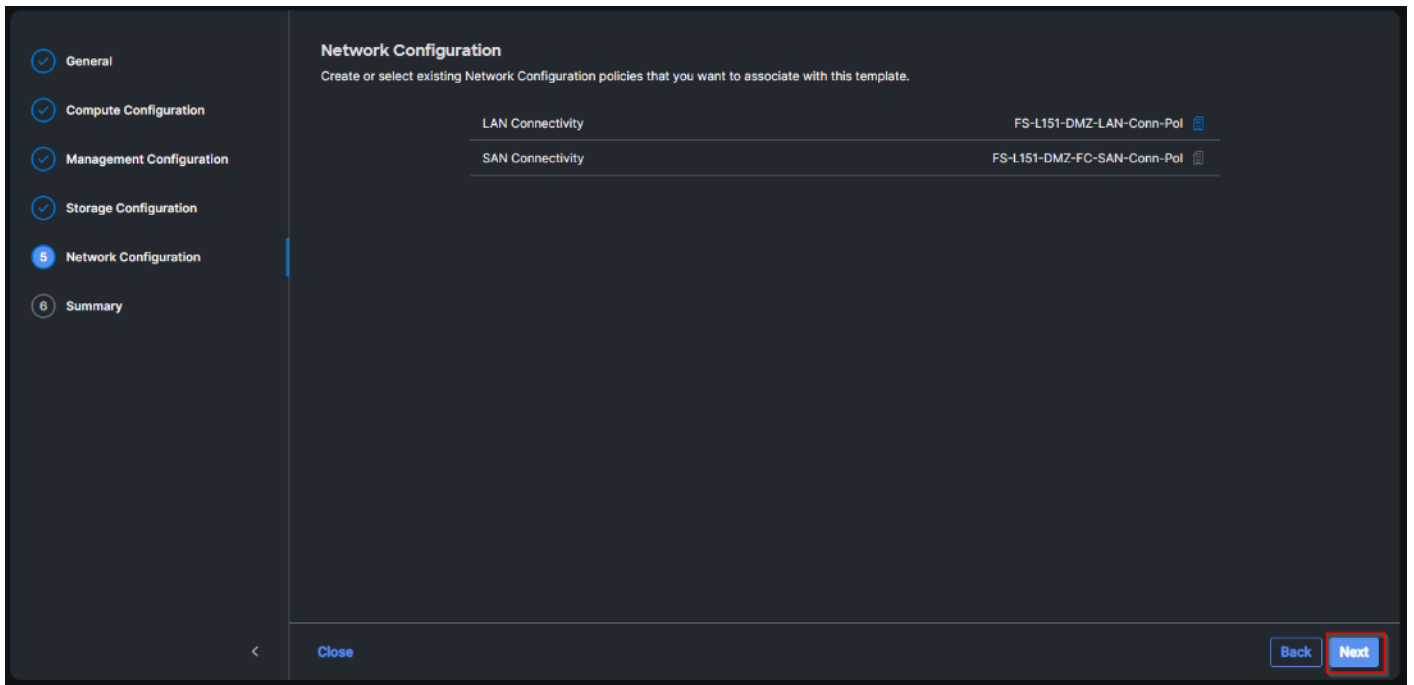 General
Compute Configuration
Management Configuration
Storage Configuration
5 Network Configuration
6 Summary
Network Configuration
Create or select existing Network Configuration policies that you want to associate with this template.
LAN Connectivity FS-L151-DMZ-LAN-Conn-Pol
SAN Connectivity FS-L151-DMZ-FC-SAN-Conn-Pol
Close Back Next